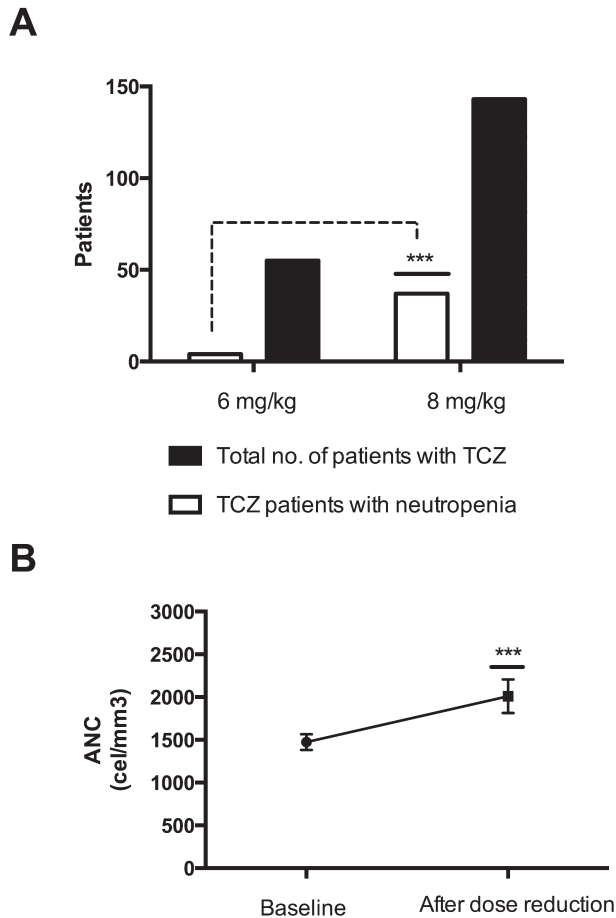 A
150
100
50
0
Patients
***
6 mg/kg
8 mg/kg
Total no. of patients with TCZ
TCZ patients with neutropenia
B
3000
2500
2000
1500
1000
500
0
ANC
(cel/mm3)
***
Baseline
After dose reduction